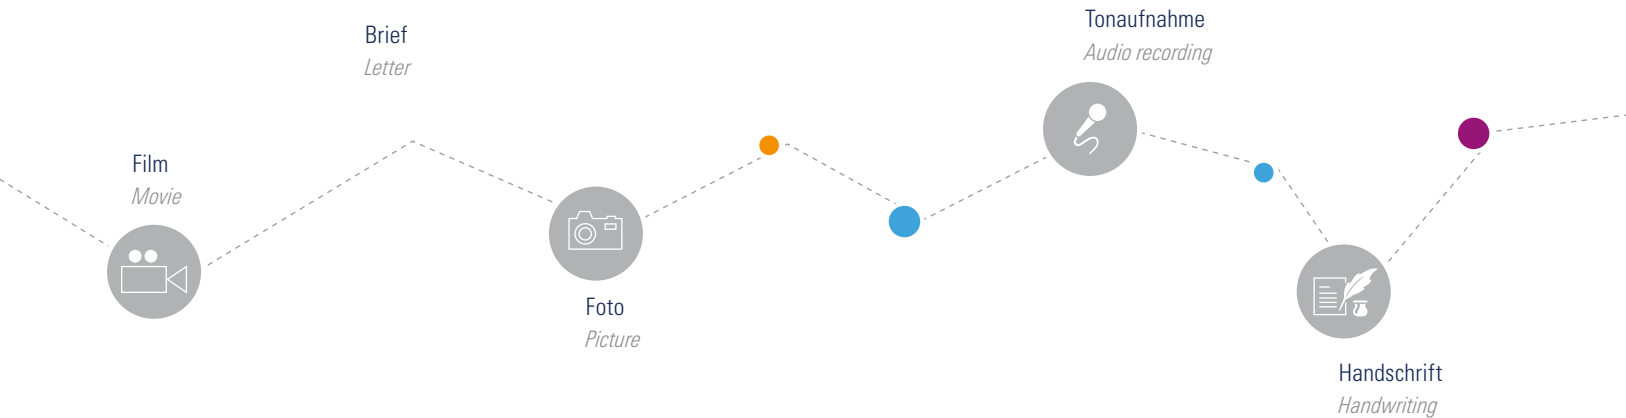 Film
Movie
Brief
Letter
Foto
Picture
Tonaufnahme
Audio recording
Handschrift
Handwriting